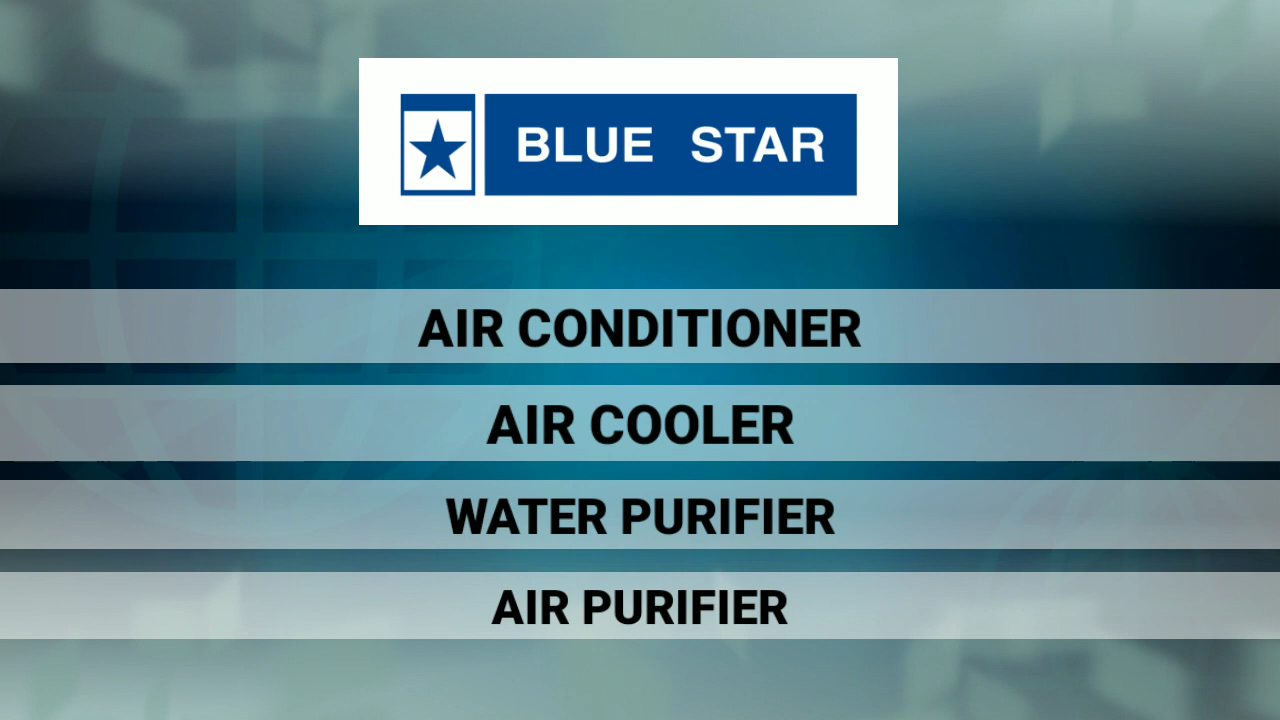 BLUE STAR
AIR CONDITIONER
AIR COOLER
WATER PURIFIER
AIR PURIFIER